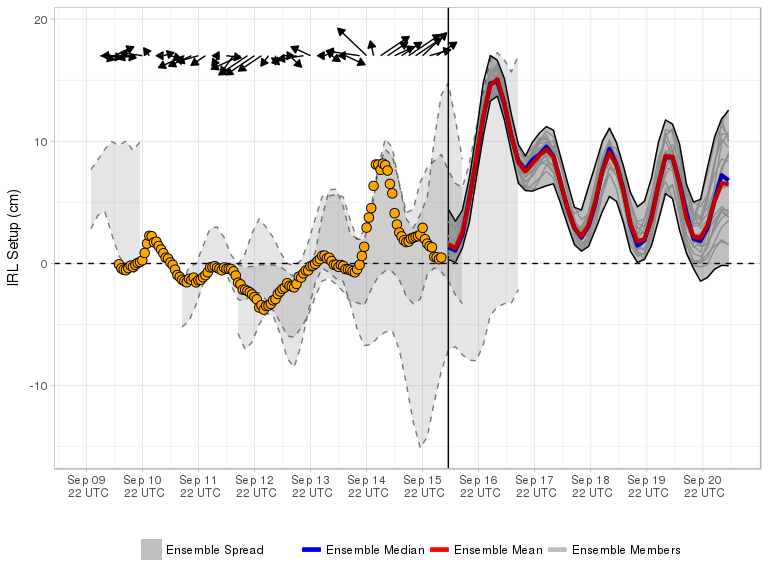 20
10
0
-10
IRL Setup (cm)
Sep 09 Sep 10 Sep 11 Sep 12 Sep 13 Sep 14 Sep 15 Sep 16 Sep 17 Sep 18 Sep 19 Sep 20
22 UTC 22 UTC 22 UTC 22 UTC 22 UTC 22 UTC 22 UTC 22 UTC 22 UTC 22 UTC 22 UTC 22 UTC
Ensemble Spread Ensemble Median Ensemble Mean Ensemble Members